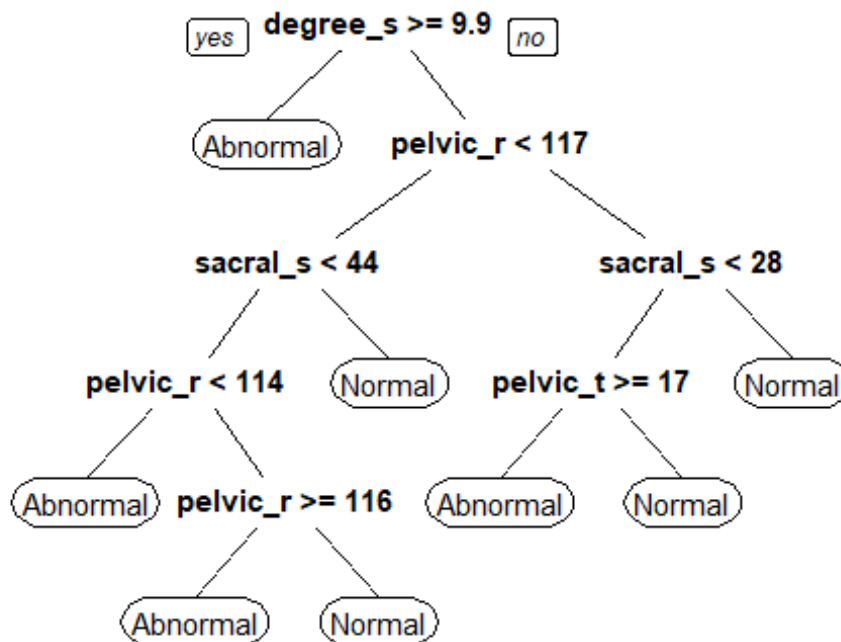 yes degree_s >= 9.9 no
Abnormal pelvic_r < 117
sacral_s < 44 sacral_s < 28
pelvic_r < 114 Normal pelvic_t >= 17 Normal
Abnormal pelvic_r >= 116 Abnormal Normal
Abnormal Normal